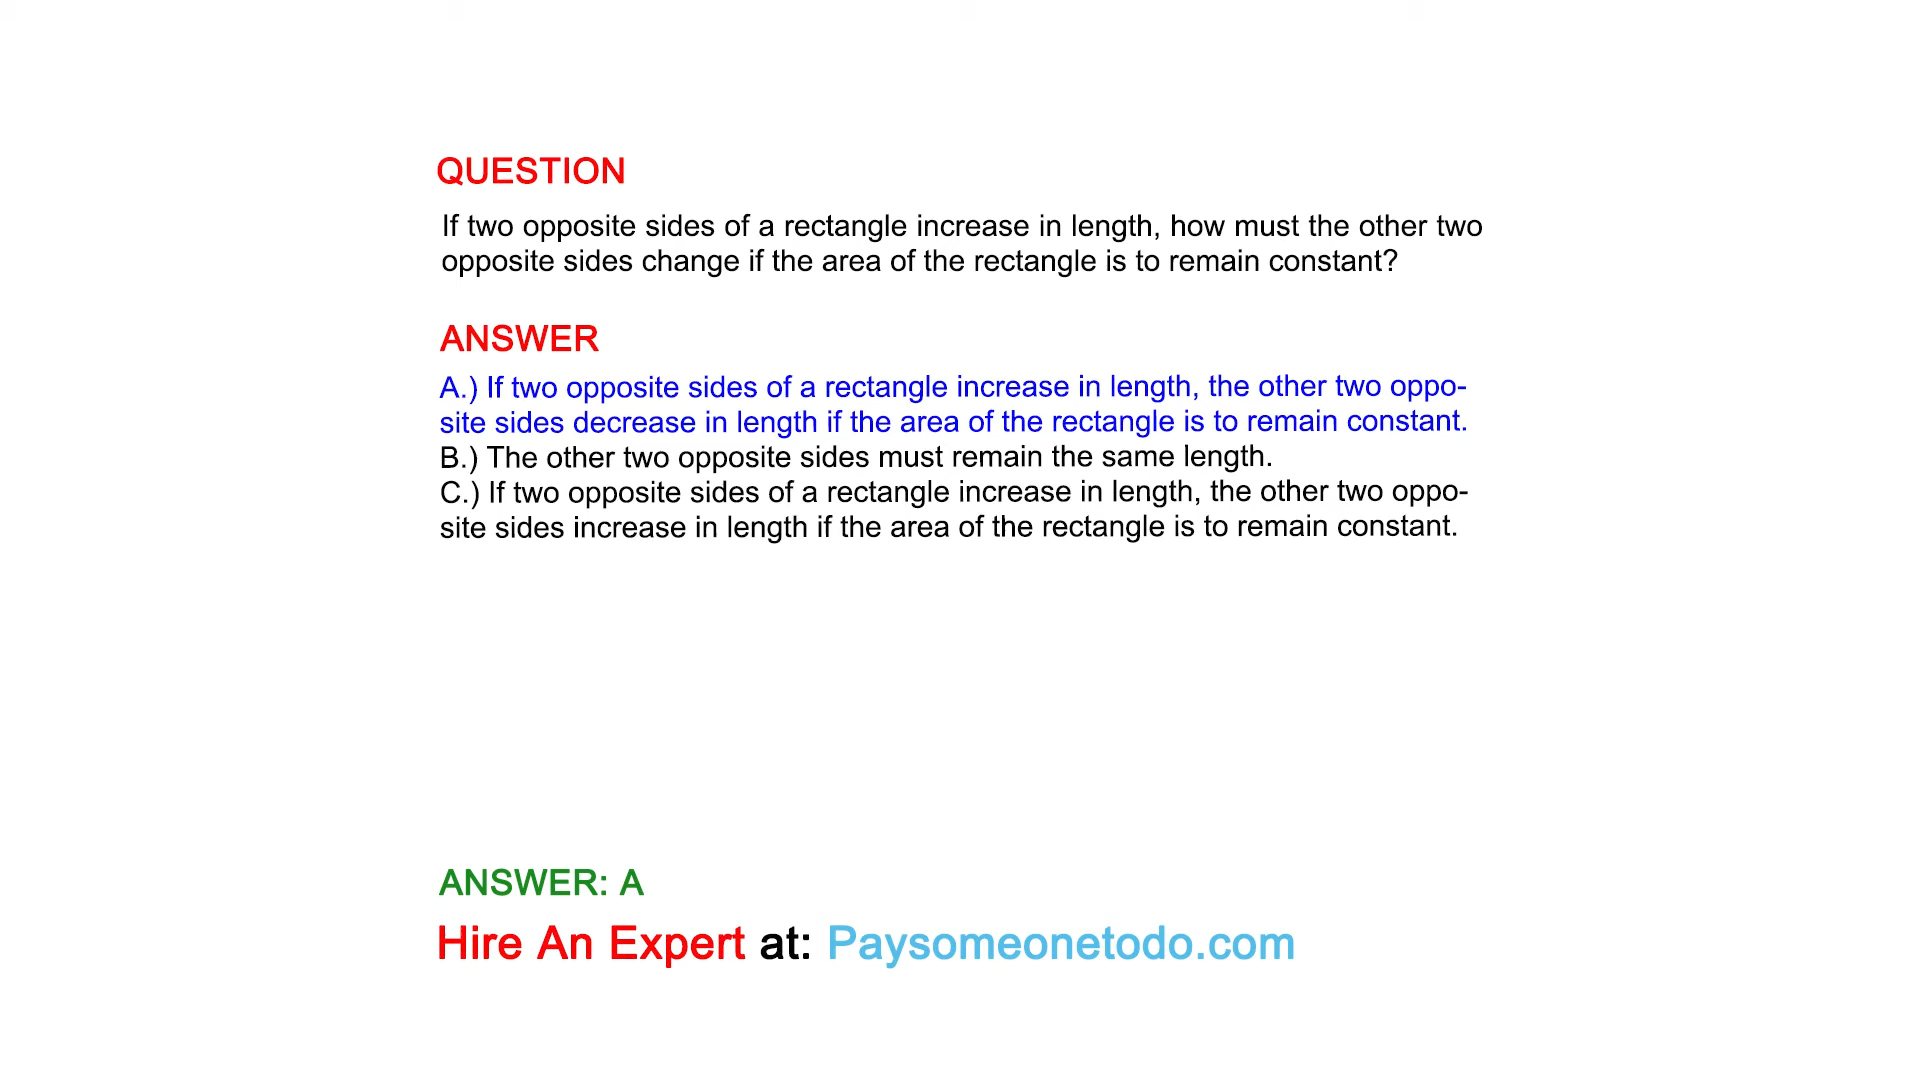 QUESTION
If two opposite sides of a rectangle increase in length, how must the other two
opposite sides change if the area of the rectangle is to remain constant?
ANSWER
A.) If two opposite sides of a rectangle increase in length, the other two oppo-
site sides decrease in length if the area of the rectangle is to remain constant.
B.) The other two opposite sides must remain the same length.
C.) If two opposite sides of a rectangle increase in length, the other two oppo-
site sides increase in length if the area of the rectangle is to remain constant.
ANSWER: A
Hire An Expert at: Paysomeonetodo.com